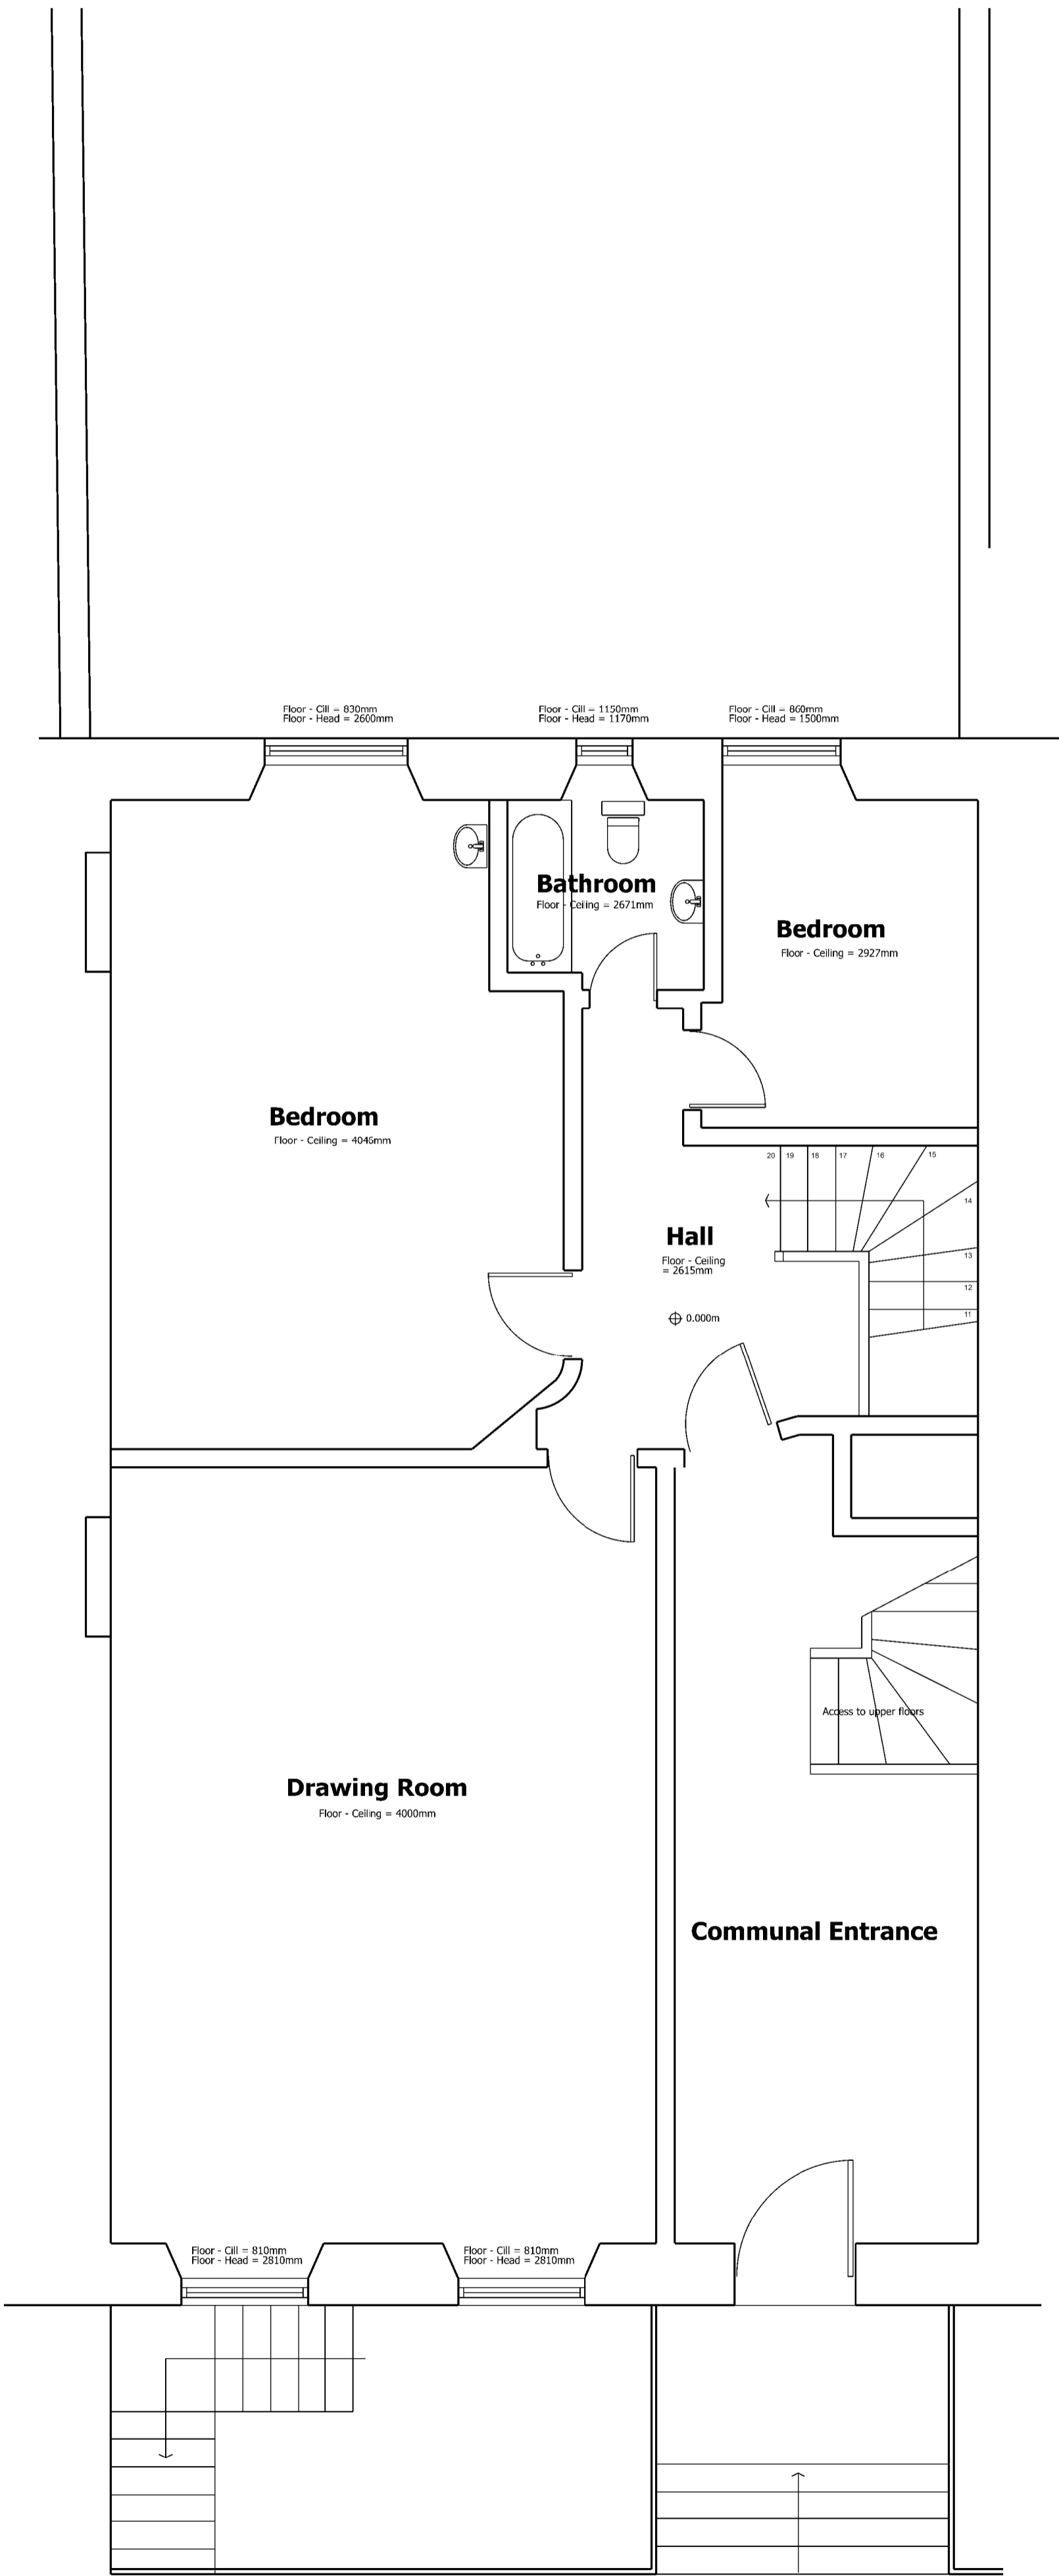 Floor - Cill = 830mm
Floor - Head = 2600mm
Floor - Cill = 1150mm
Floor - Head = 1170mm
Floor - Cill = 860mm
Floor - Head = 1500mm
Bathroom
Floor - Ceiling = 2671mm
Bedroom
Floor - Ceiling = 2927mm
Bedroom
Floor - Ceiling = 4046mm
20
19
18
17
16
15
14
13
12
11
Hall
Floor - Ceiling
= 2615mm
0.000m
Access to upper floors
Drawing Room
Floor - Ceiling = 4000mm
Communal Entrance
Floor - Cill = 810mm
Floor - Head = 2810mm
Floor - Cill = 810mm
Floor - Head = 2810mm